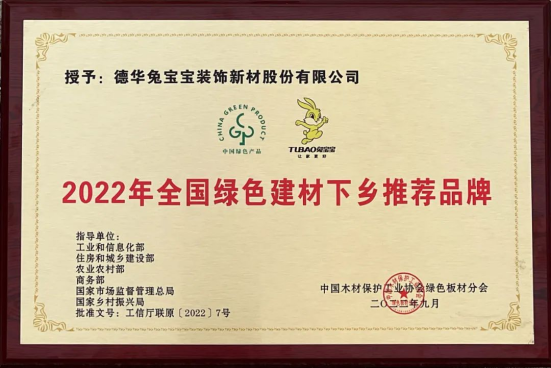 授予：德华兔宝宝装饰新材股份有限公司
CHINA GREEN PRODUCT
中国绿色产品
TUBAO兔宝宝
让家更好
2022年全国绿色建材下乡推荐品牌
指导单位：
工业和信息化部
住房和城乡建设部
农业农村部
商务部
国家市场监督管理总局
国家乡村振兴局
批准文号：工信厅联原〔2022〕7号
中国木材保护工业协会绿色板材分会
二〇 年九月